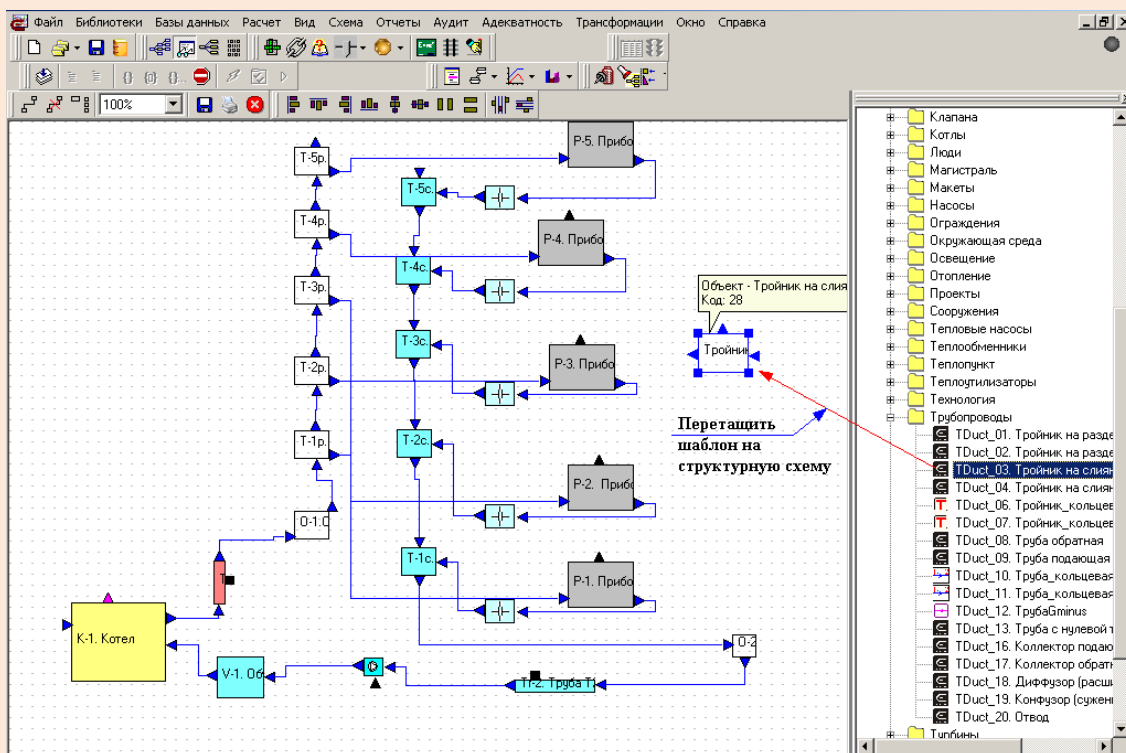 Файл Библиотеки Базы данных Расчет Вид Схема Отчеты Аудит Адекватность Трансформации Окно Справка
100%
Т-5р.
Р-5. Прибо
Т-5с.
Т-4р.
Р-4. Прибо
Т-4с.
Т-3р.
Т-3с.
Т-2р.
Р-3. Прибо
Т-1р.
Т-2с.
Р-2. Прибо
О-1.О
Т-1с.
Р-1. Прибо
К-1. Котел
О-2
V-1. Об
Тг-2. Труба Т
Объект - Тройник на слия
Код: 28
Тройник
Перетащить
шаблон на
структурную схему
Клапана
Котлы
Люди
Магистраль
Макеты
Насосы
Ограждения
Окружающая среда
Освещение
Отопление
Проекты
Сооружения
Тепловые насосы
Теплообменники
Теплопункт
Теплоутилизаторы
Технология
Трубопроводы
TDuct_01. Тройник на разде
TDuct_02. Тройник на разде
TDuct_03. Тройник на слиян
TDuct_04. Тройник на слиян
TDuct_06. Тройник_кольцев
TDuct_07. Тройник_кольцев
TDuct_08. Труба обратная
TDuct_09. Труба подающая
TDuct_10. Труба_кольцевая
TDuct_11. Труба_кольцевая
TDuct_12. ТрубаGminus
TDuct_13. Труба с нулевой т
TDuct_16. Коллектор подаю
TDuct_17. Коллектор обратн
TDuct_18. Диффузор (расши
TDuct_19. Конфузор (сужен
TDuct_20. Отвод
Турбины